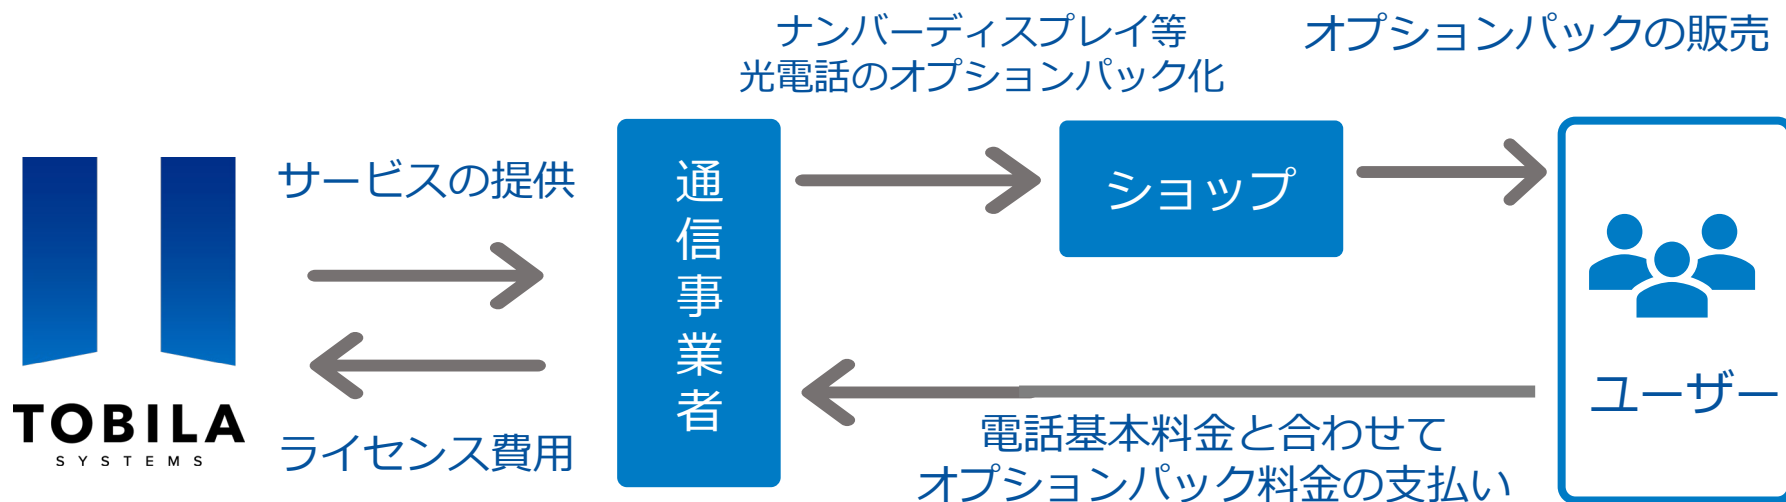 ナンバーディスプレイ等
光電話のオプションパック化
オプションパックの販売
サービスの提供
通信事業者
ショップ
ユーザー
TOBILA
SYSTEMS
ライセンス費用
電話基本料金と合わせて
オプションパック料金の支払い